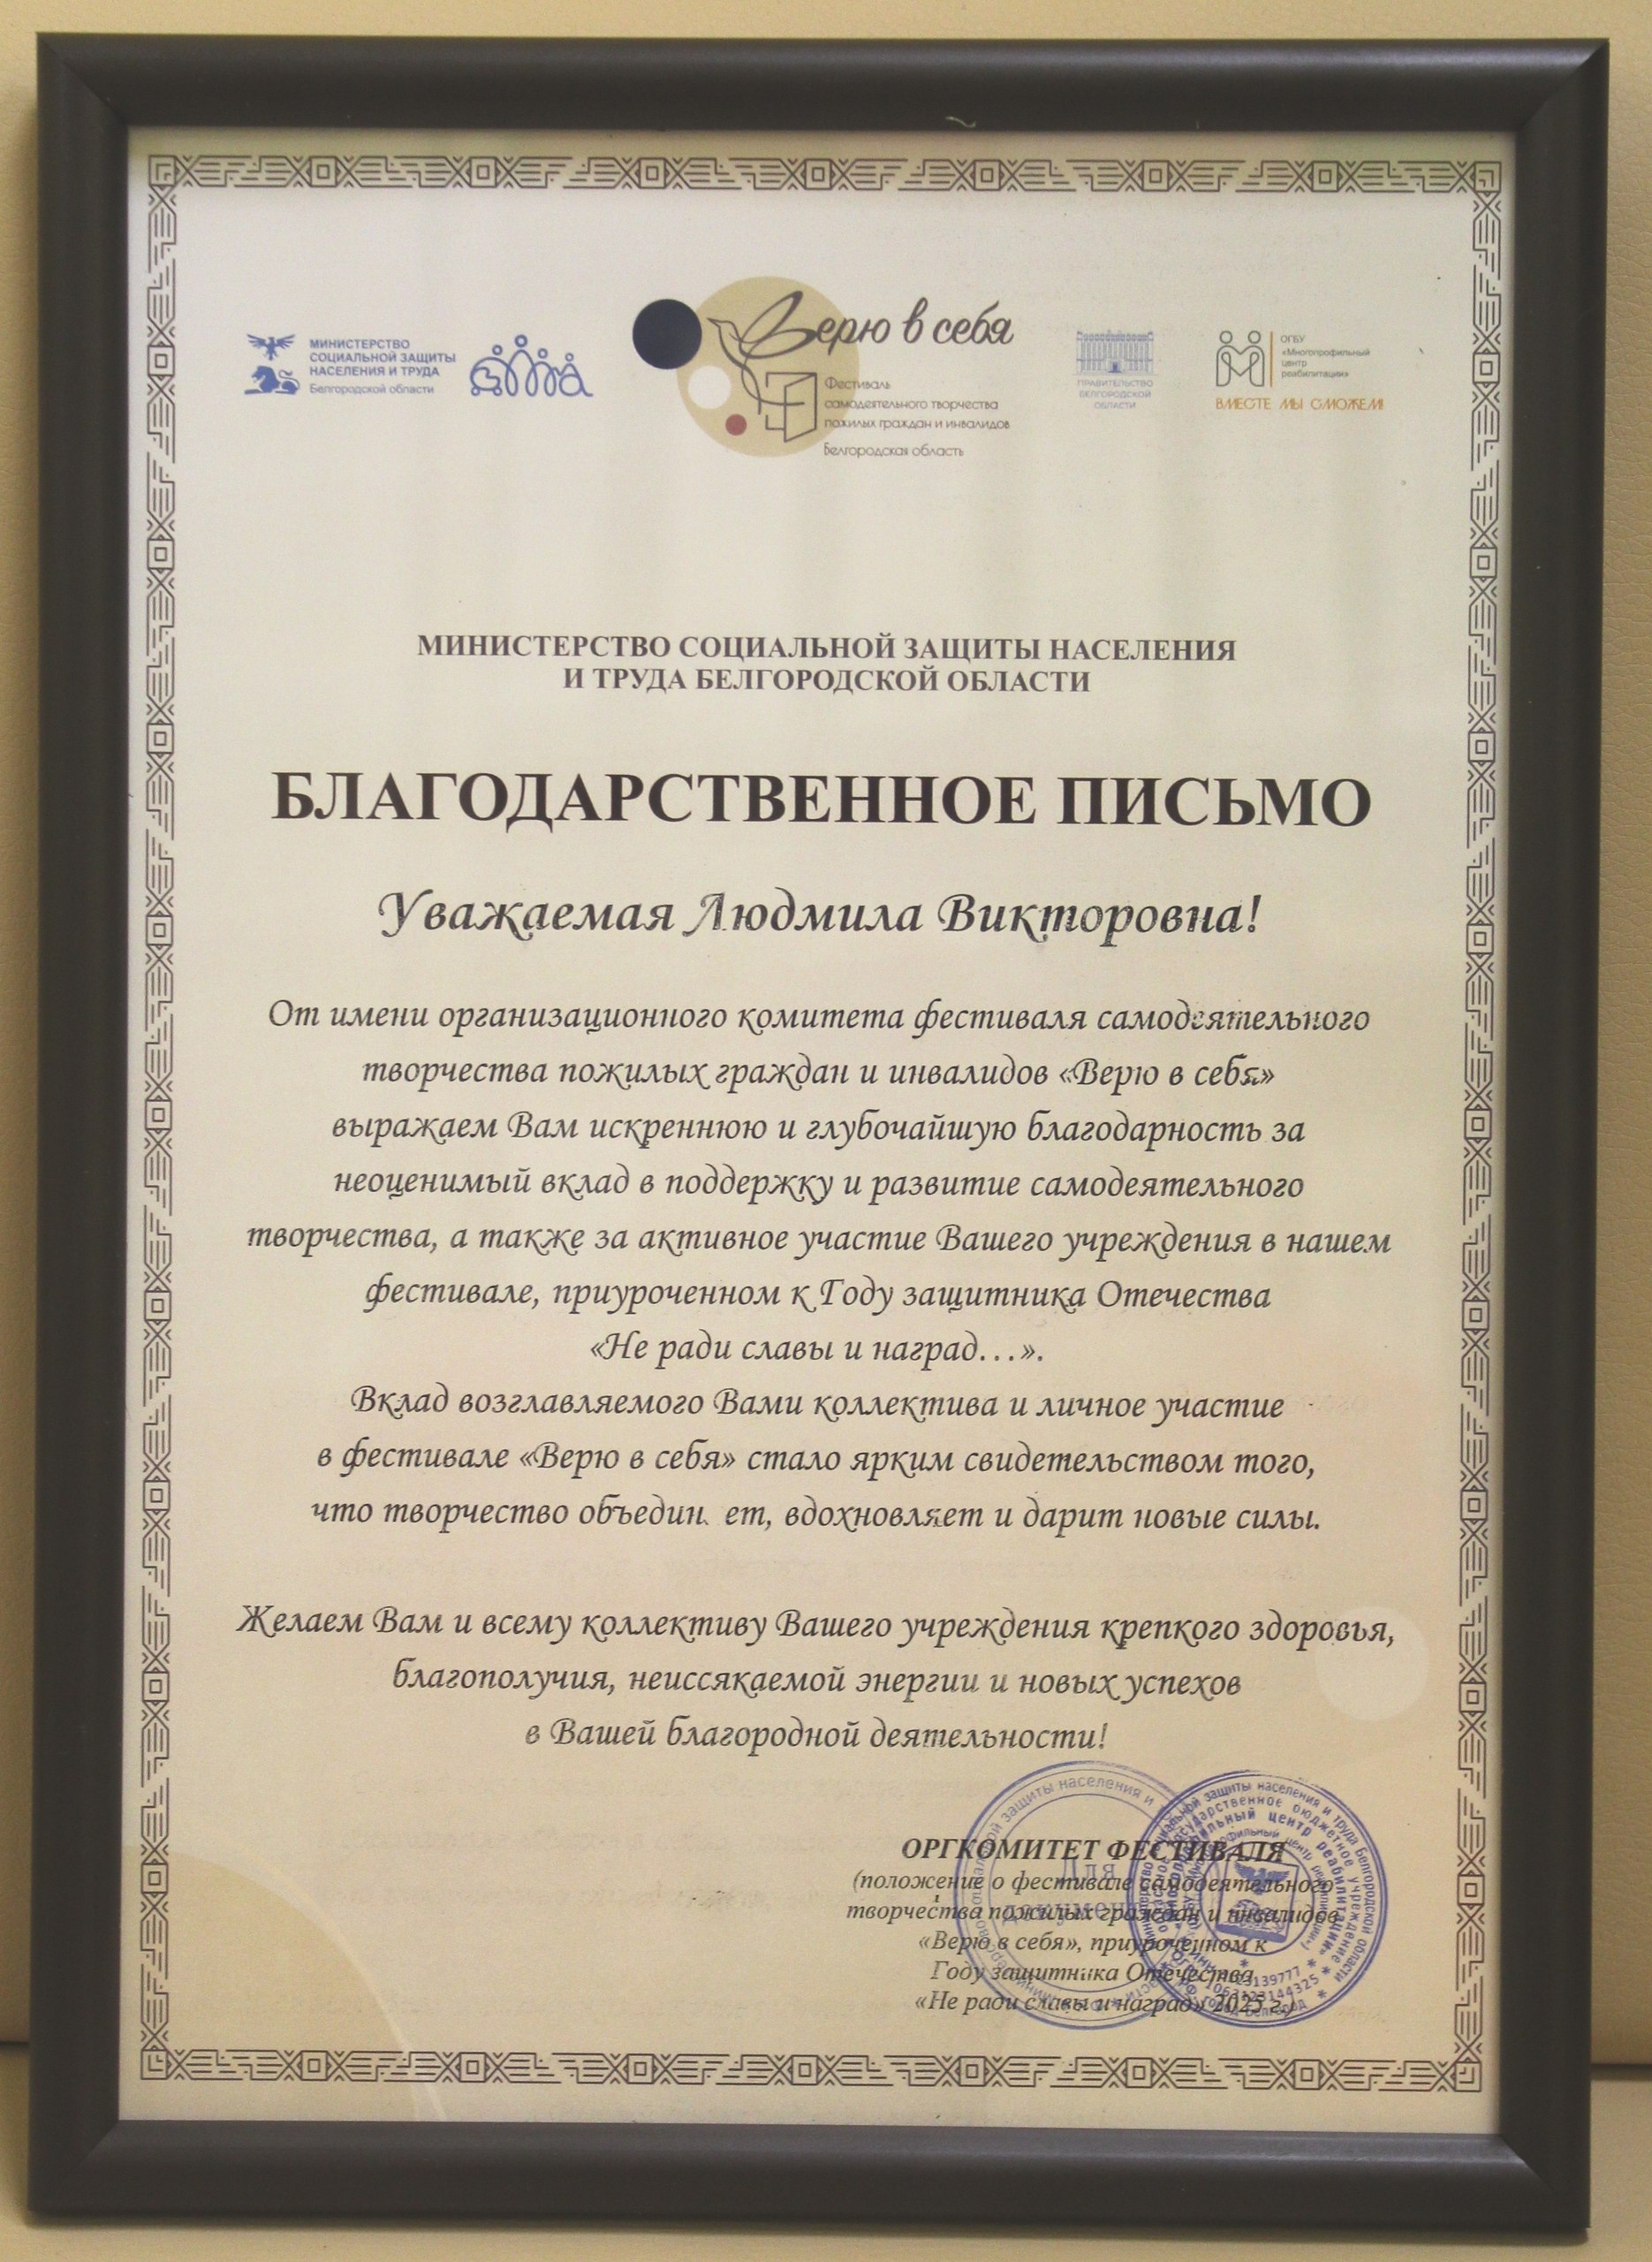 МИНИСТЕРСТВО
СОЦИАЛЬНОЙ ЗАЩИТЫ
НАСЕЛЕНИЯ И ТРУДА
Белгородской области
Верю в себя
Фестиваль
самодеятельного творчества
пожилых граждан и инвалидов
Белгородская область
ПРАВИТЕЛЬСТВО
БЕЛГОРОДСКОЙ
ОБЛАСТИ
ОГБУ
«Многопрофильный
центр
реабилитации»
ВМЕСТЕ МЫ СМОЖЕМ!
МИНИСТЕРСТВО СОЦИАЛЬНОЙ ЗАЩИТЫ НАСЕЛЕНИЯ
И ТРУДА БЕЛГОРОДСКОЙ ОБЛАСТИ
БЛАГОДАРСТВЕННОЕ ПИСЬМО
Уважаемая Людмила Викторовна!
От имени организационного комитета фестиваля самодеятельного
творчества пожилых граждан и инвалидов «Верю в себя»
выражаем Вам искреннюю и глубочайшую благодарность за
неоценимый вклад в поддержку и развитие самодеятельного
творчества, а также за активное участие Вашего учреждения в нашем
фестивале, приуроченном к Году защитника Отечества
«Не ради славы и наград…».
Вклад возглавляемого Вами коллектива и личное участие
в фестивале «Верю в себя» стало ярким свидетельством того,
что творчество объедин ет, вдохновляет и дарит новые силы.
Желаем Вам и всему коллективу Вашего учреждения крепкого здоровья,
благополучия, неиссякаемой энергии и новых успехов
в Вашей благородной деятельности!
ОРГКОМИТЕТ ФЕСТИВАЛЯ
(положение о фестивале самодеятельного
творчества пожилых граждан и инвалидов
«Верю в себя», приуроченном к
Году защитника Отечества
«Не ради славы и наград» 2025 г.)
Для